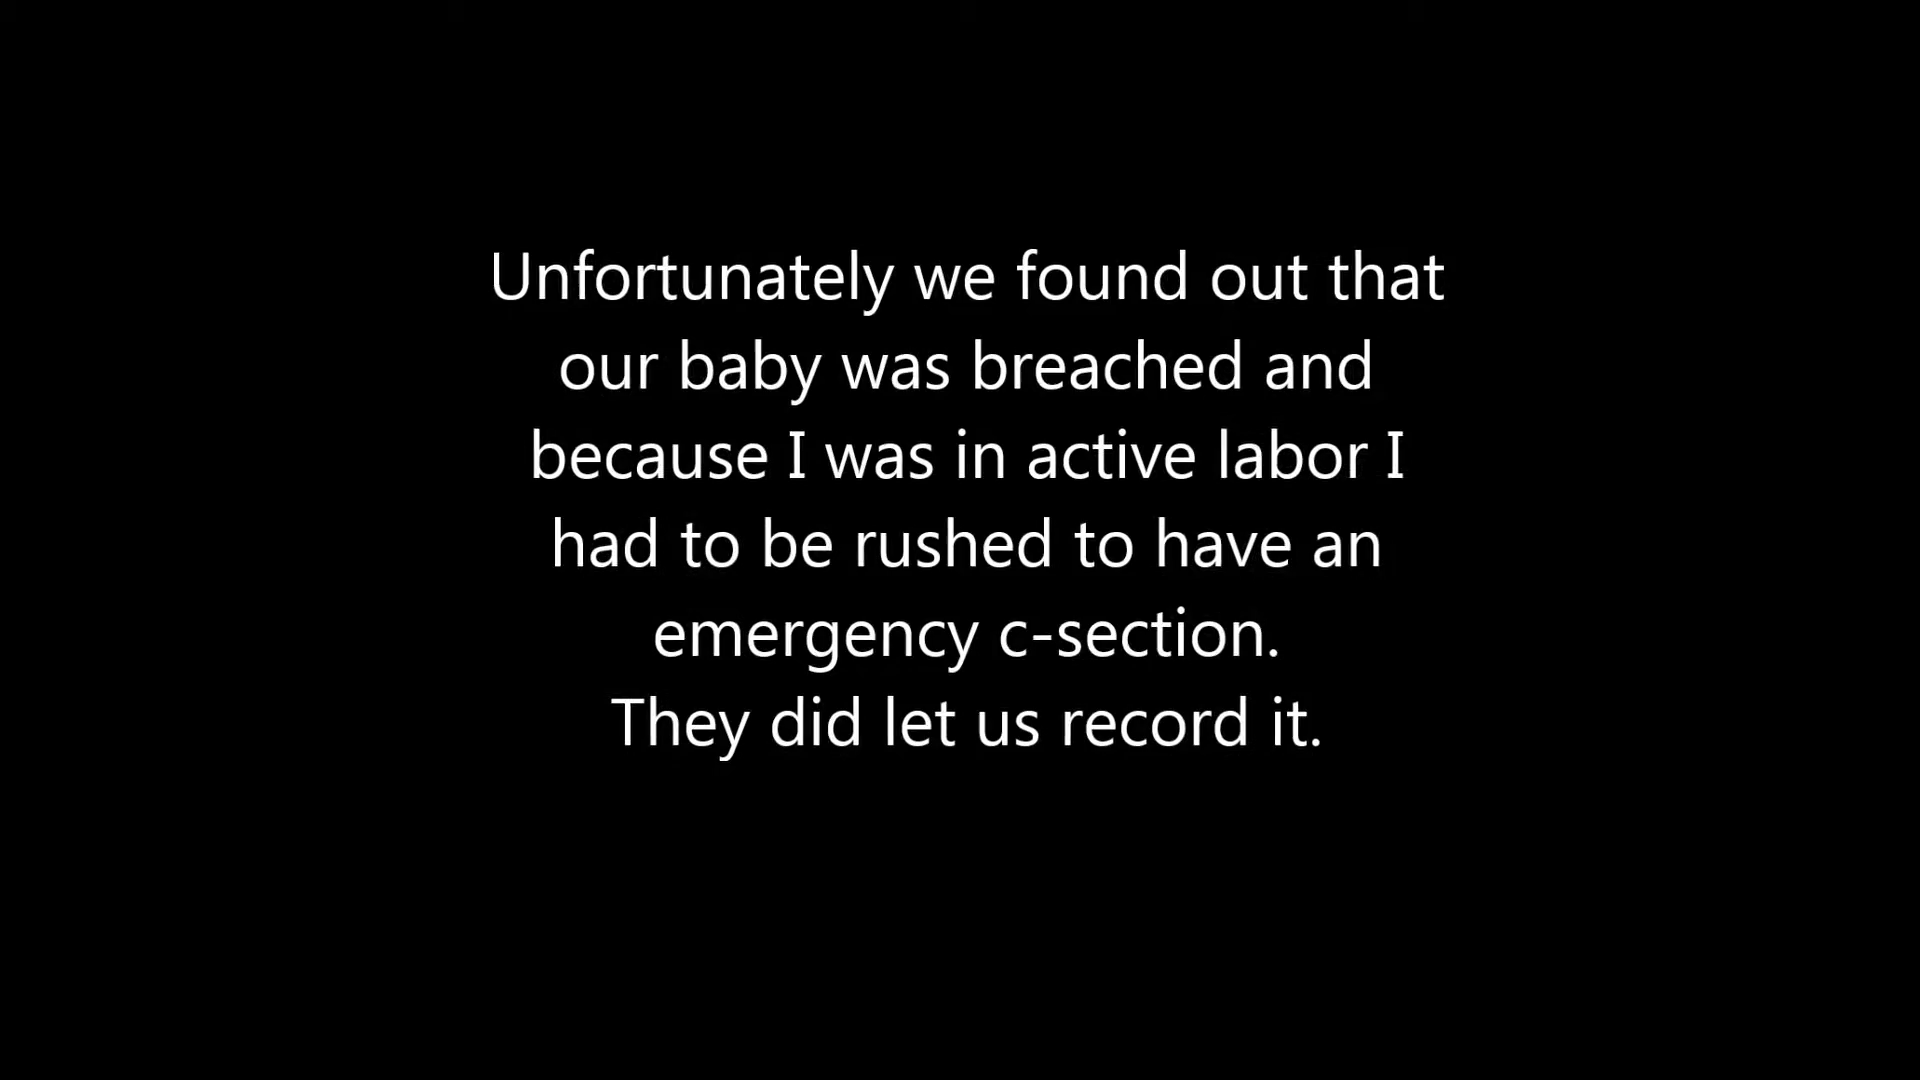 Unfortunately we found out that
our baby was breached and
because I was in active labor I
had to be rushed to have an
emergency c-section.
They did let us record it.